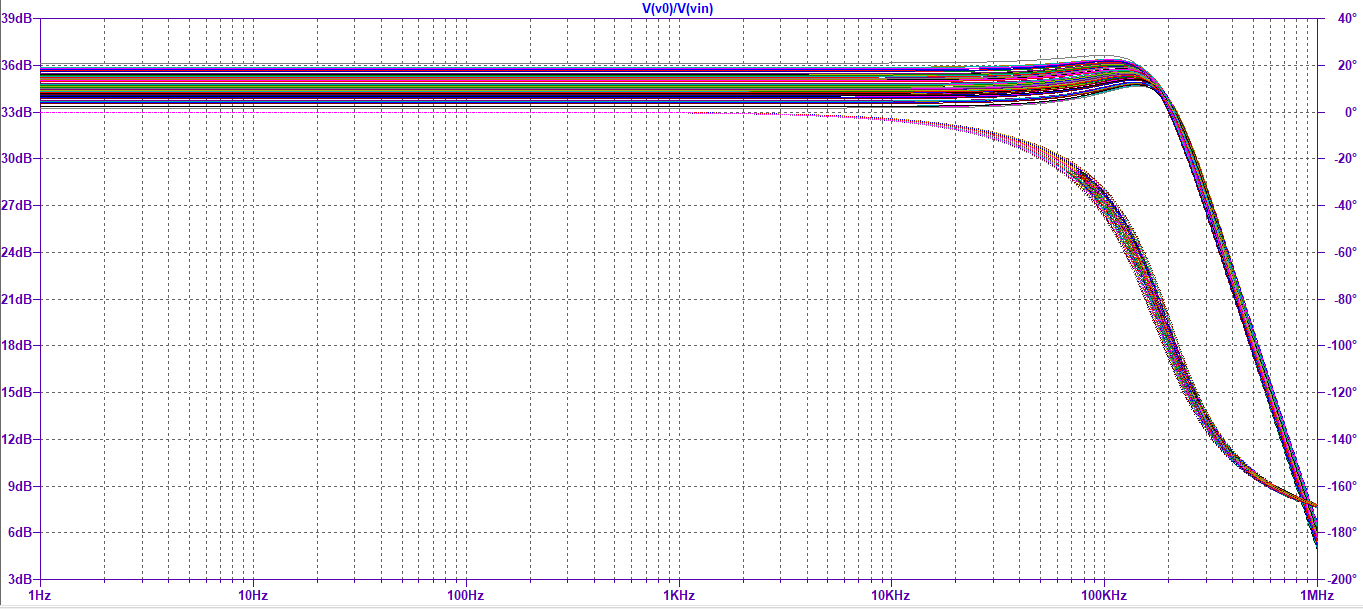 V(v0)/V(vin)
39dB 40°
36dB 20°
33dB 0°
30dB -20°
27dB -40°
24dB -60°
21dB -80°
18dB -100°
15dB -120°
12dB -140°
9dB -160°
6dB -180°
3dB -200°
1Hz 10Hz 100Hz 1KHz 10KHz 100KHz 1MHz